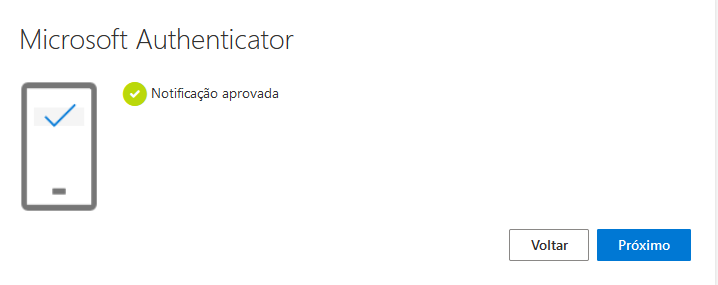 Microsoft Authenticator
Notificação aprovada
Voltar
Próximo